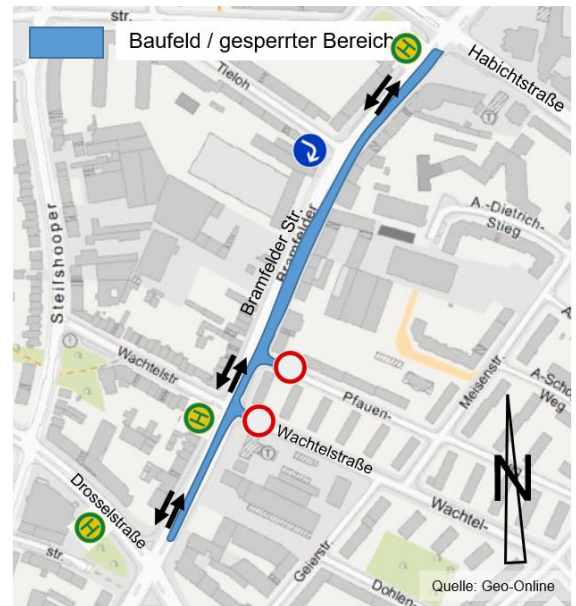 str.
Baufeld / gesperrter Bereich
H
Habichtstraße
Tieloh
Bramfelder Str.
Bramfelder
A.-Dietrich-
Stieg
Steilshooper
Wachtelstr
Meisenstr.
A.-Scho
Weg
Pfauen-
H
Wachtelstraße
N
Drosselstraße
H
Wachtel-
str.
Geierstr.
Dohlen-
Quelle: Geo-Online